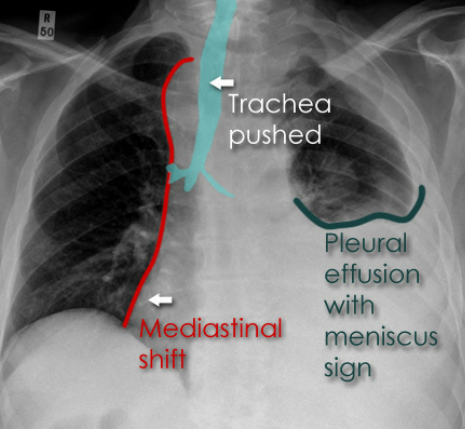 R
50
Trachea
pushed
Pleural
effusion
with
meniscus
sign
Mediastinal
shift